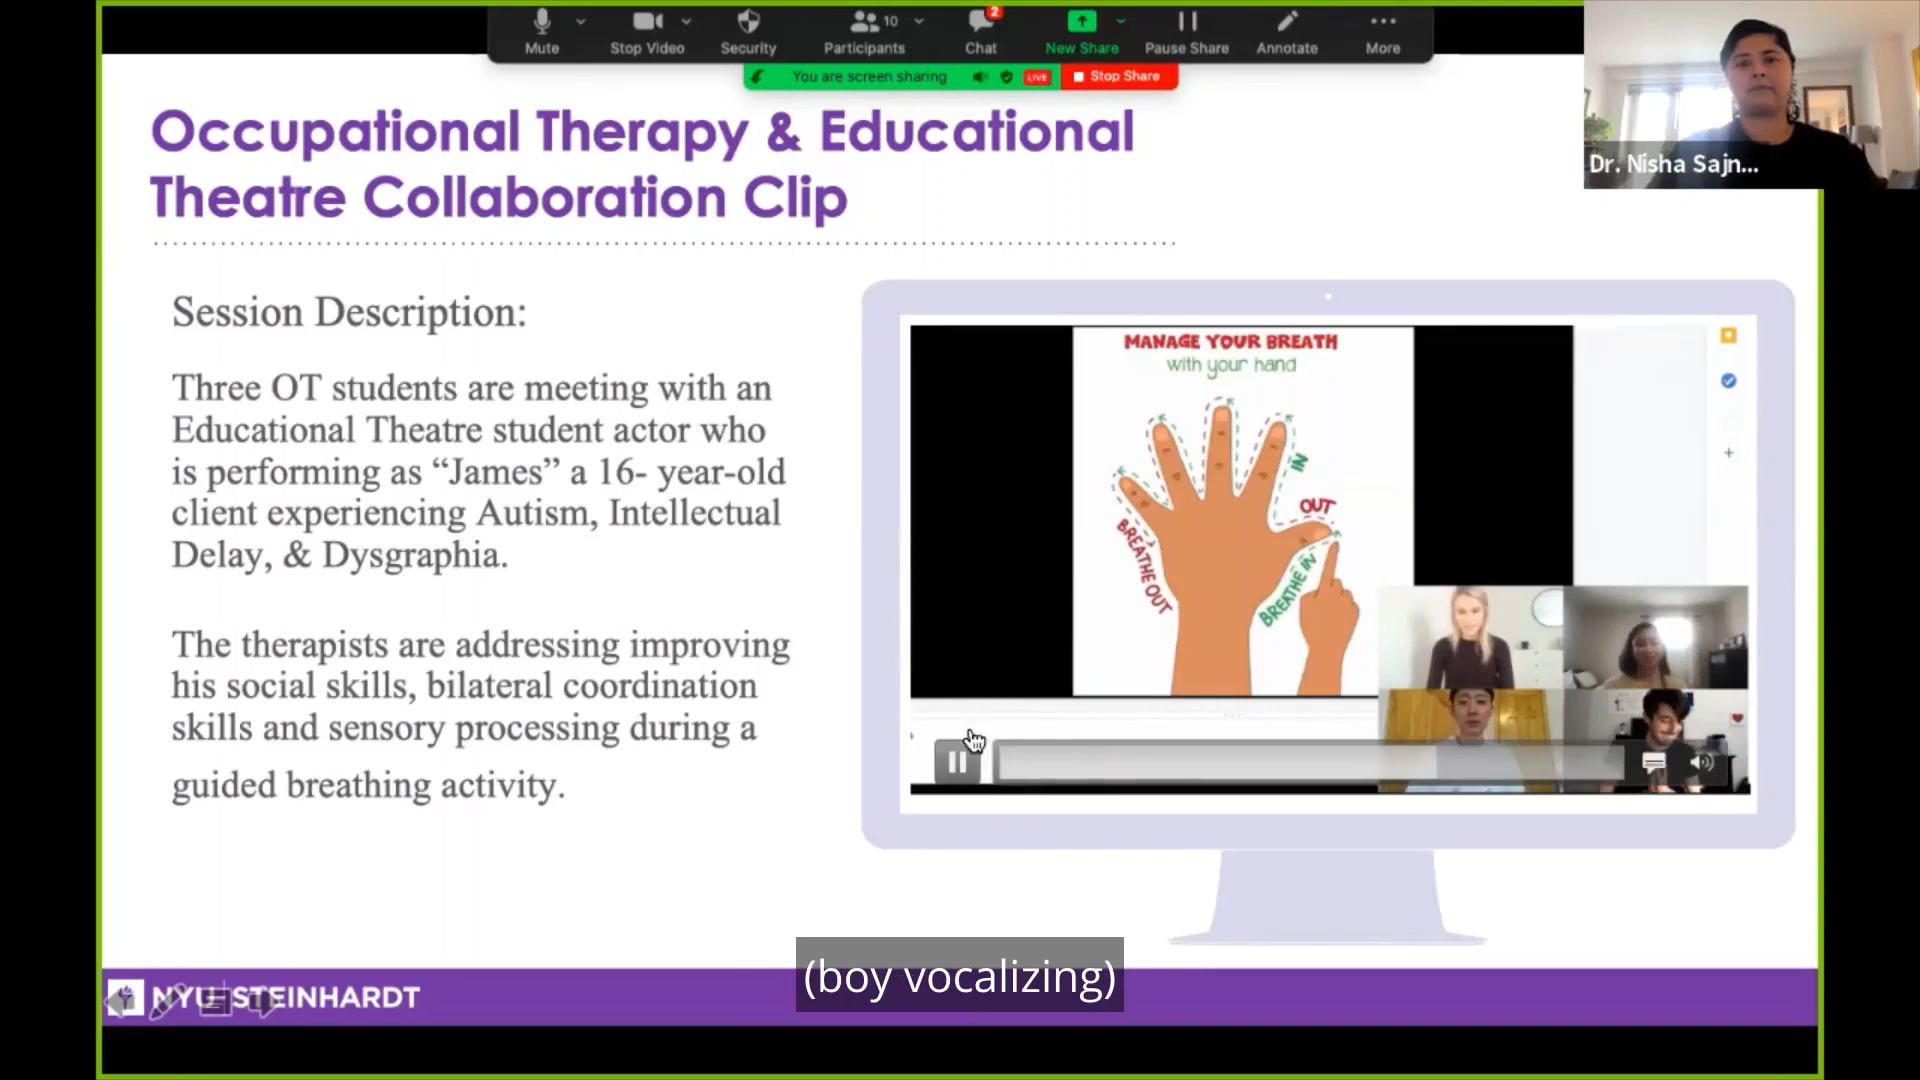 Mute
Stop Video
Security
10
Participants
2
Chat
New Share
Pause Share
Annotate
More
You are screen sharing
LIVE
Stop Share
Dr. Nisha Sajn...
Occupational Therapy & Educational
Theatre Collaboration Clip
Session Description:
Three OT students are meeting with an
Educational Theatre student actor who
is performing as “James” a 16- year-old
client experiencing Autism, Intellectual
Delay, & Dysgraphia.
The therapists are addressing improving
his social skills, bilateral coordination
skills and sensory processing during a
guided breathing activity.
MANAGE YOUR BREATH
with your hand
IN
OUT
BREATHE IN
BREATHE OUT
(boy vocalizing)
NYU STEINHARDT